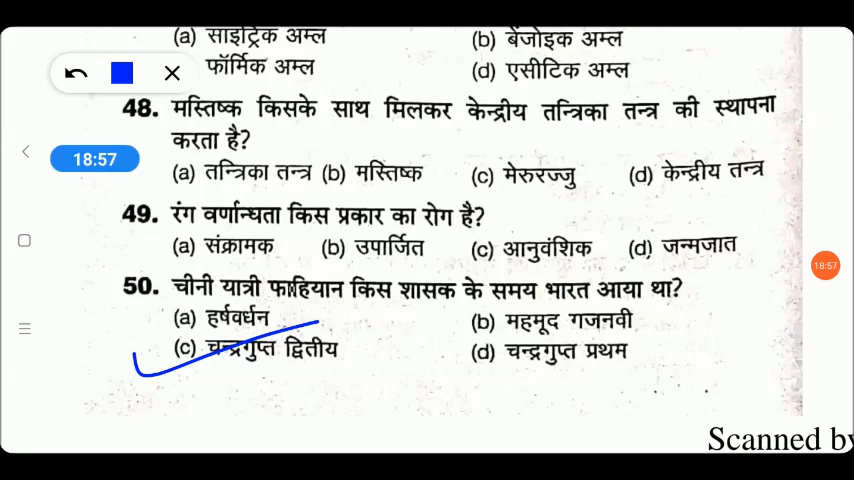 (a) साइट्रिक अम्ल (b) बेंजोइक अम्ल
फॉर्मिक अम्ल (d) एसीटिक अम्ल
48. मस्तिष्क किसके साथ मिलकर केन्द्रीय तन्त्रिका तन्त्र की स्थापना
करता है?
18:57
(a) तन्त्रिका तन्त्र (b) मस्तिष्क (c) मेरुरज्जु (d) केन्द्रीय तन्त्र
49. रंग वर्णान्धता किस प्रकार का रोग है?
(a) संक्रामक (b) उपार्जित (c) आनुवंशिक (d) जन्मजात
18:57
50. चीनी यात्री फाहियान किस शासक के समय भारत आया था?
(a) हर्षवर्धन (b) महमूद गजनवी
(c) चन्द्रगुप्त द्वितीय (d) चन्द्रगुप्त प्रथम
Scanned by